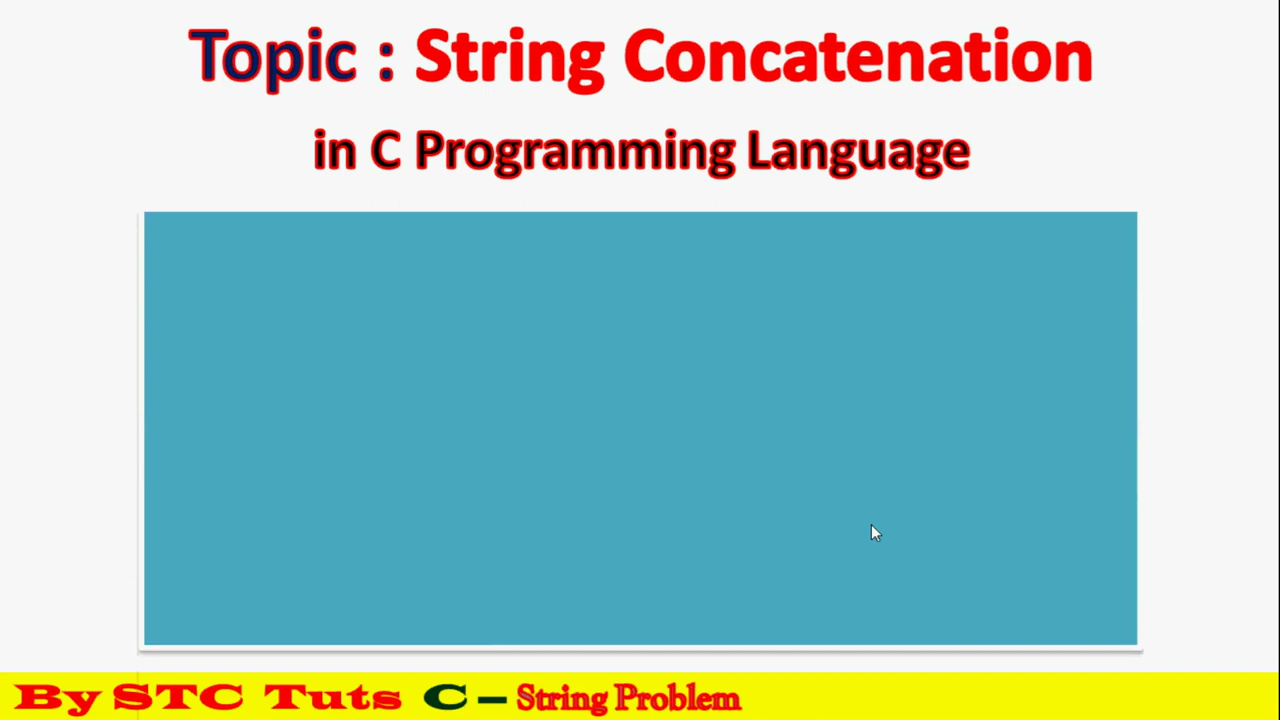 Topic : String Concatenation
in C Programming Language
By STC Tuts C – String Problem